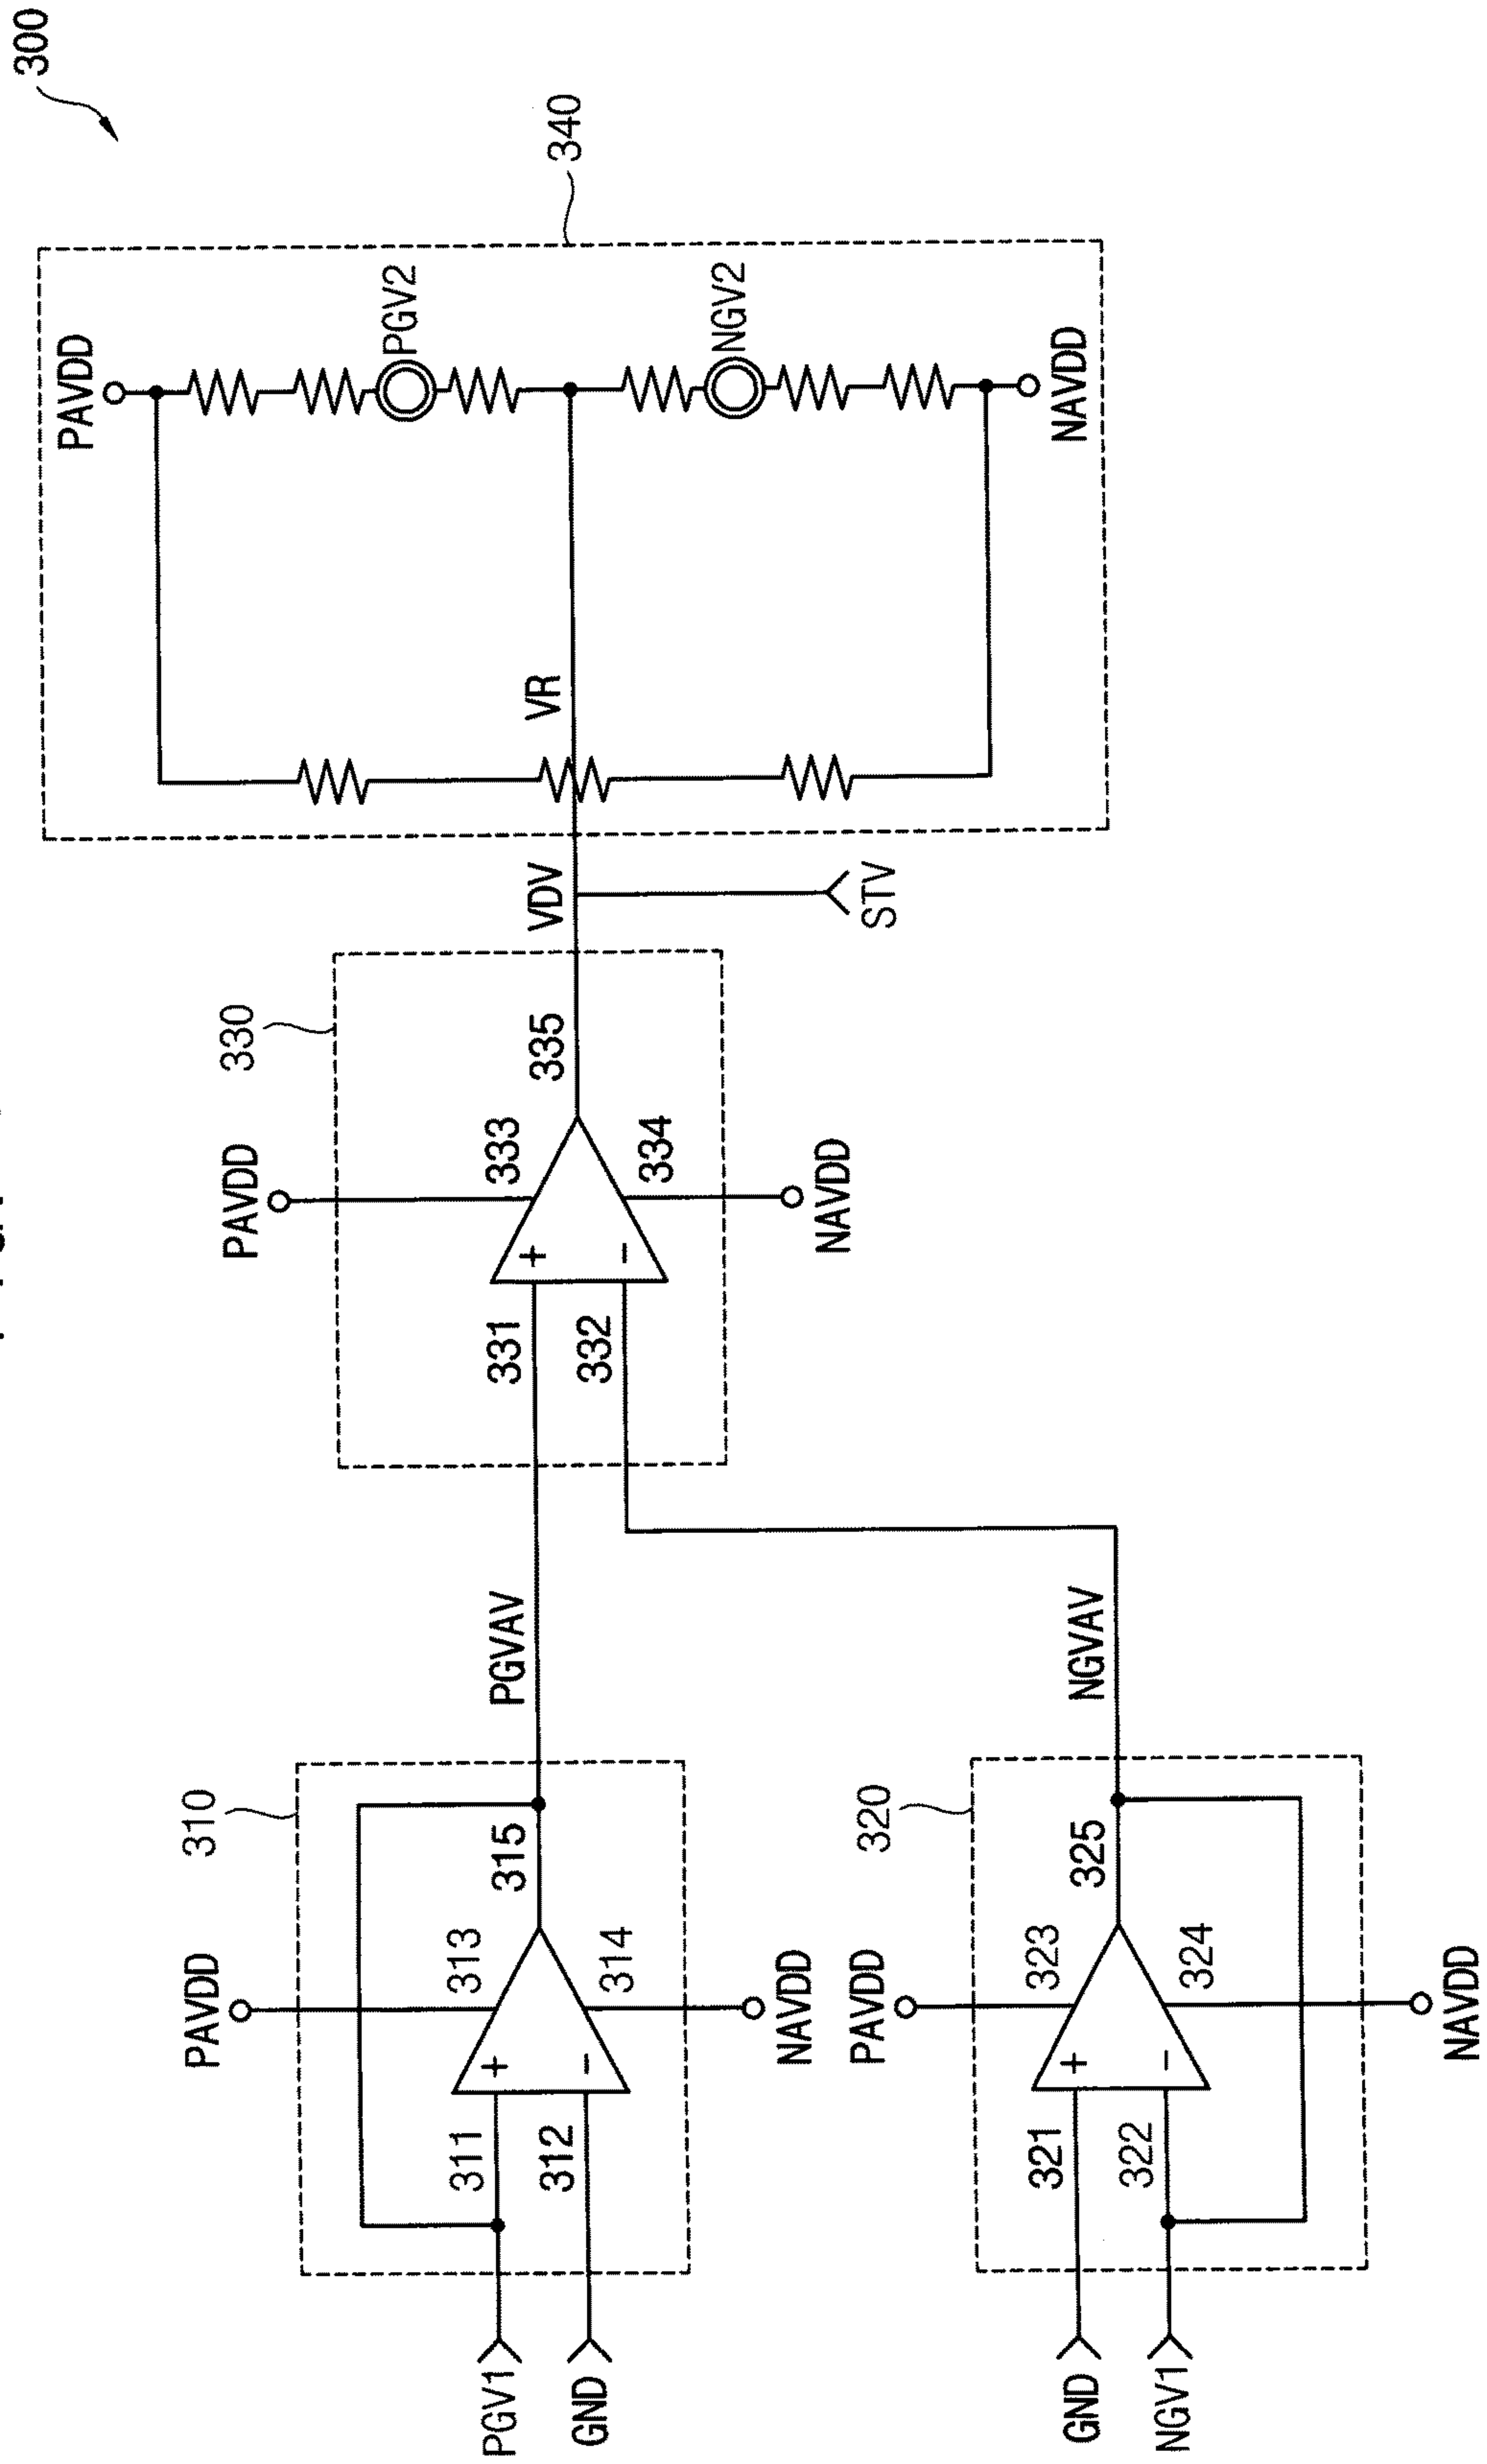 300
340
PAVDD
PGV2
NGV2
NAVDD
VR
VDV
STV
330
PAVDD
333
335
334
NAVDD
331
+
332
-
PGVAV
NGVAV
310
PAVDD
313
315
314
NAVDD
311
+
312
-
PGV1
GND
320
PAVDD
323
325
324
NAVDD
321
+
322
-
GND
NGV1